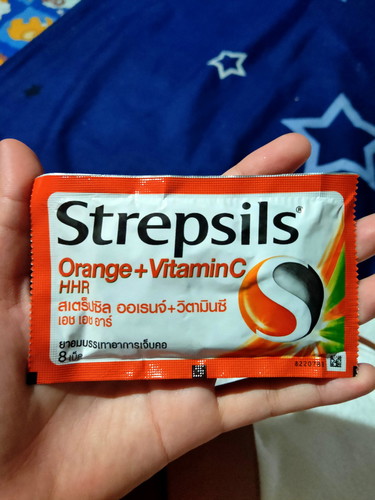 Strepsils®
Orange+VitaminC
HHR
สเตร็ปซิล ออเรนจ์+วิตามินซี
เอช เอช อาร์
ยาอมบรรเทาอาการเจ็บคอ
8 เม็ด